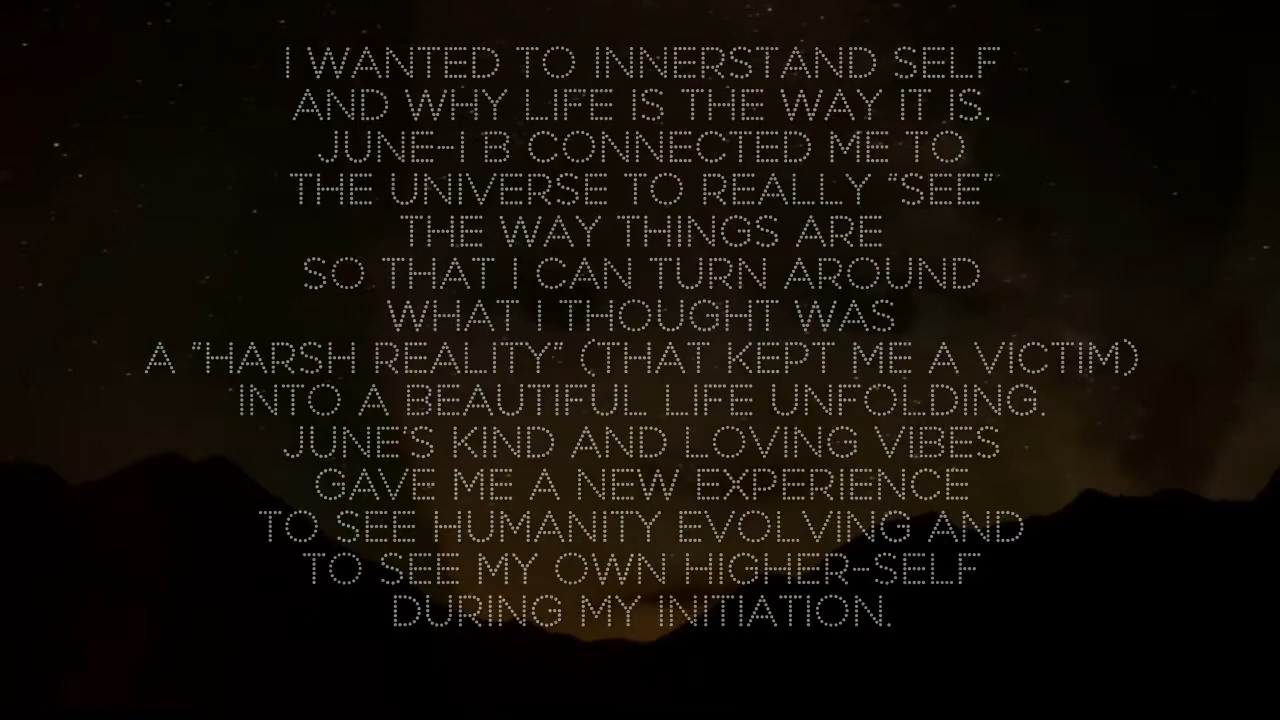 I WANTED TO INNERSTAND SELF
AND WHY LIFE IS THE WAY IT IS.
JUNE-I B CONNECTED ME TO
THE UNIVERSE TO REALLY "SEE"
THE WAY THINGS ARE
SO THAT I CAN TURN AROUND
WHAT I THOUGHT WAS
A "HARSH REALITY" (THAT KEPT ME A VICTIM)
INTO A BEAUTIFUL LIFE UNFOLDING.
JUNE'S KIND AND LOVING VIBES
GAVE ME A NEW EXPERIENCE
TO SEE HUMANITY EVOLVING AND
TO SEE MY OWN HIGHER-SELF
DURING MY INITIATION.